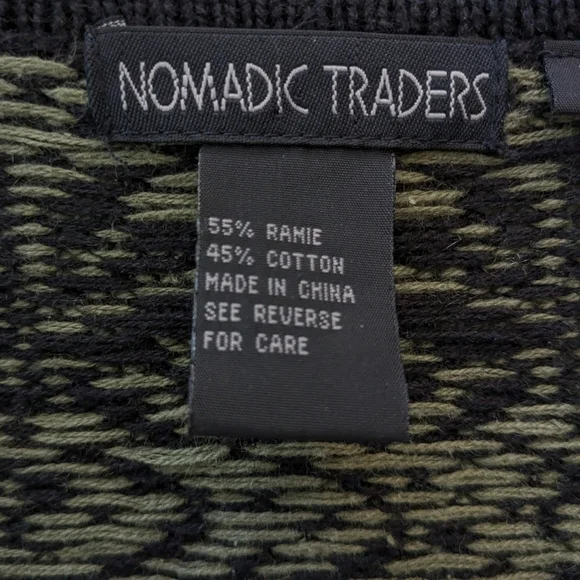 NOMADIC TRADERS
55% RAMIE
45% COTTON
MADE IN CHINA
SEE REVERSE
FOR CARE